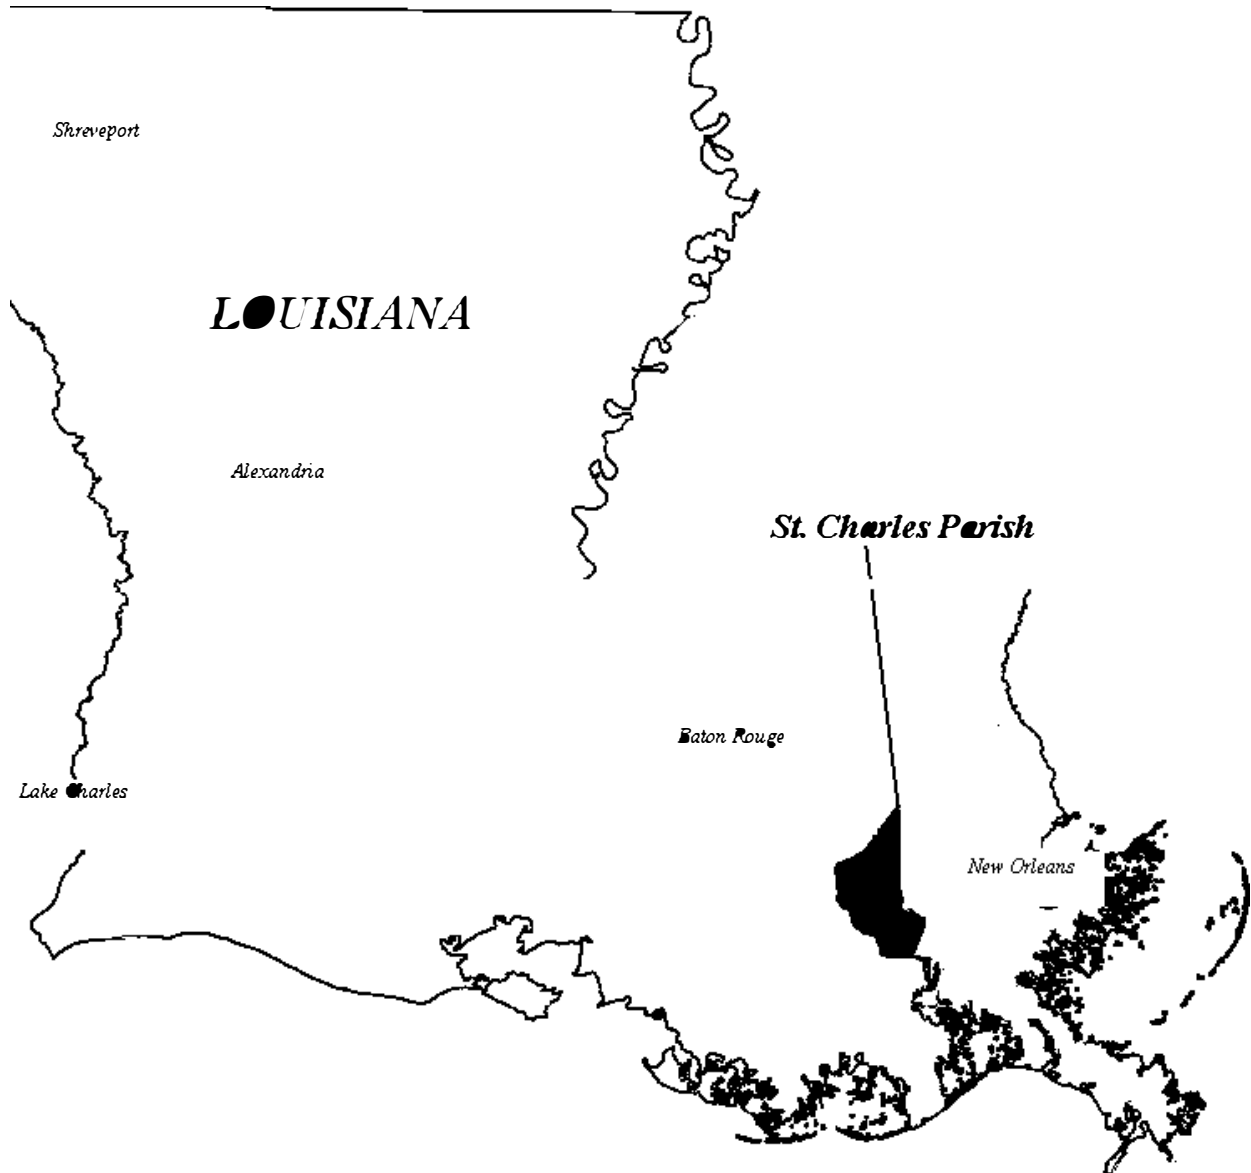 Shreveport
LOUISIANA
Alexandria
St. Charles Parish
Baton Rouge
Lake Charles
New Orleans